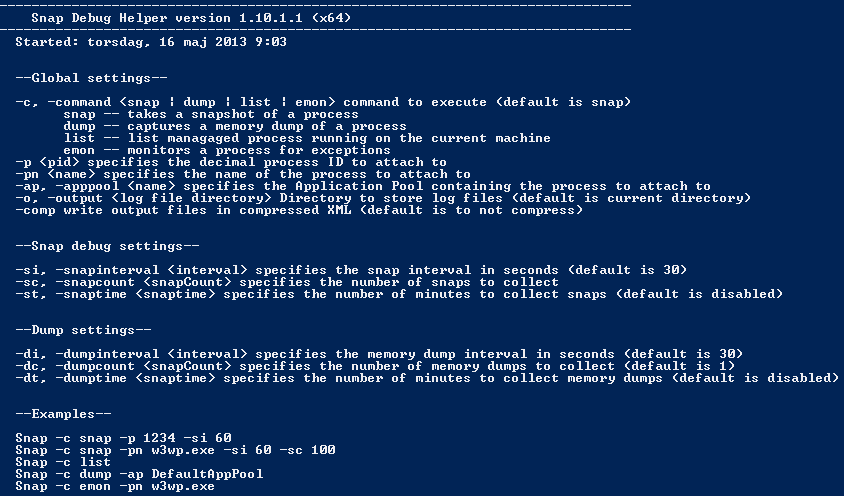 Snap Debug Helper version 1.10.1.1 (x64)
Started: torsdag, 16 maj 2013 9:03
--Global settings--
-c, -command <snap ¦ dump ¦ list ¦ emon> command to execute (default is snap)
snap -- takes a snapshot of a process
dump -- captures a memory dump of a process
list -- list managaged process running on the current machine
emon -- monitors a process for exceptions
-p <pid> specifies the decimal process ID to attach to
-pn <name> specifies the name of the process to attach to
-ap, -apppool <name> specifies the Application Pool containing the process to attach to
-o, -output <log file directory> Directory to store log files (default is current directory)
-comp write output files in compressed XML (default is to not compress)
--Snap debug settings--
-si, -snapinterval <interval> specifies the snap interval in seconds (default is 30)
-sc, -snapcount <snapCount> specifies the number of snaps to collect
-st, -snaptime <snaptime> specifies the number of minutes to collect snaps (default is disabled)
--Dump settings--
-di, -dumpinterval <interval> specifies the memory dump interval in seconds (default is 30)
-dc, -dumpcount <snapCount> specifies the number of memory dumps to collect (default is 1)
-dt, -dumptime <snaptime> specifies the number of minutes to collect memory dumps (default is disabled)
--Examples--
Snap -c snap -p 1234 -si 60
Snap -c snap -pn w3wp.exe -si 60 -sc 100
Snap -c list
Snap -c dump -ap DefaultAppPool
Snap -c emon -pn w3wp.exe